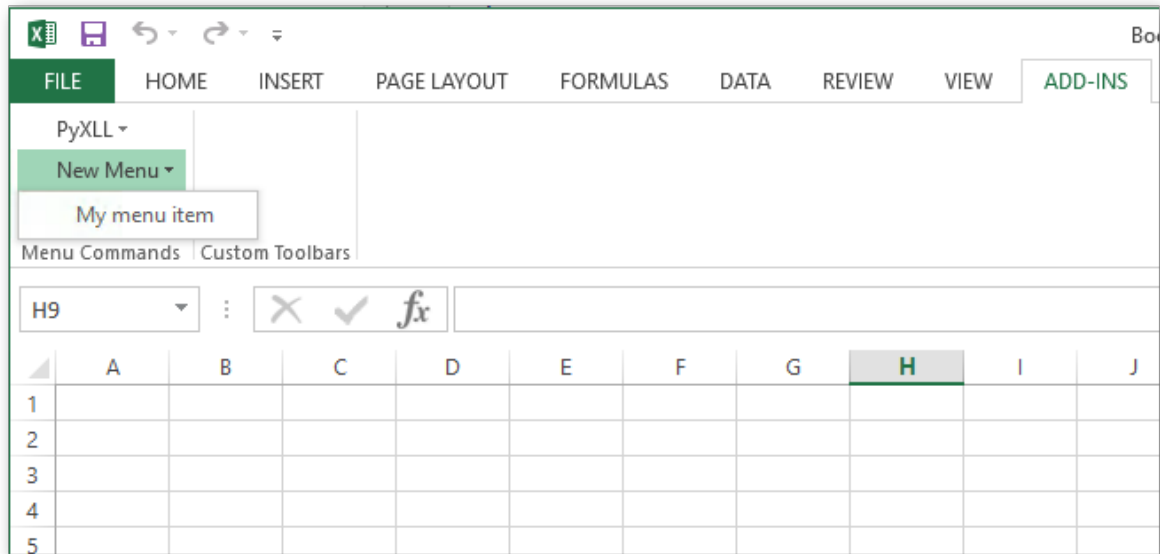 Boo
FILE HOME INSERT PAGE LAYOUT FORMULAS DATA REVIEW VIEW ADD-INS
PyXLL
New Menu
My menu item
Menu Commands Custom Toolbars
H9 fx
A B C D E F G H I J
1
2
3
4
5